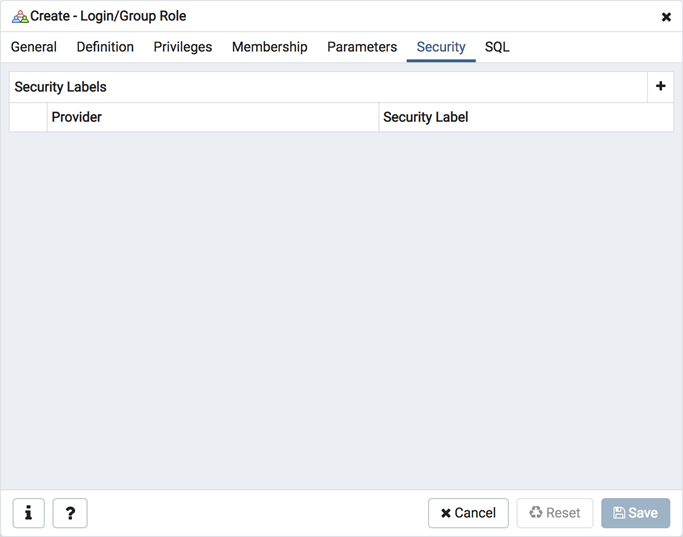 Create - Login/Group Role
General Definition Privileges Membership Parameters Security SQL
Security Labels +
Provider Security Label
i ? Cancel Reset Save